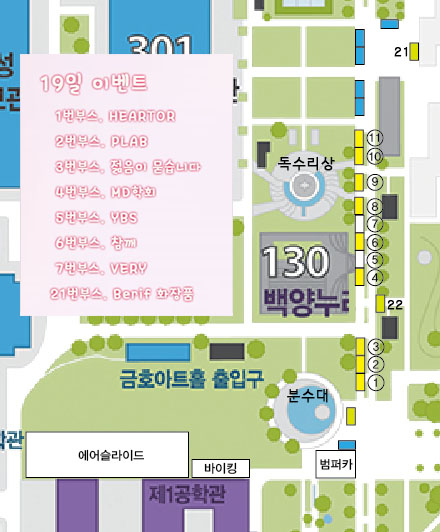 301
21
성
관
관
19일 이벤트
1번부스, HEARTOR
2번부스, PLAB
3번부스, 젊음이 묻습니다
4번부스, MD학회
5번부스, YBS
6번부스, 참깨
7번부스, VERY
21번부스, Berif 화장품
⑪
⑩
독수리상
⑨
⑧
⑦
⑥
130
⑤
④
백양누리
22
③
금호아트홀 출입구
②
①
분수대
학관
에어슬라이드
바이킹
범퍼카
제1공학관